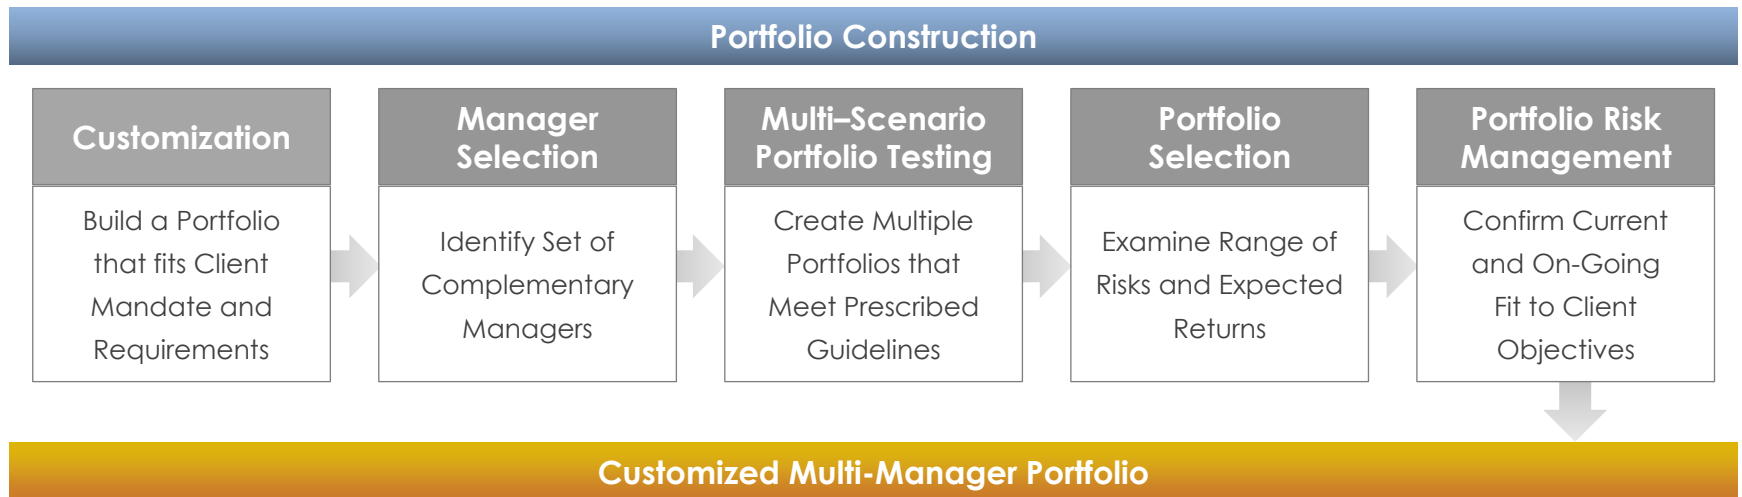 Portfolio Construction
Customization
Build a Portfolio
that fits Client
Mandate and
Requirements
Manager
Selection
Identify Set of
Complementary
Managers
Multi–Scenario
Portfolio Testing
Create Multiple
Portfolios that
Meet Prescribed
Guidelines
Portfolio
Selection
Examine Range of
Risks and Expected
Returns
Portfolio Risk
Management
Confirm Current
and On-Going
Fit to Client
Objectives
Customized Multi-Manager Portfolio